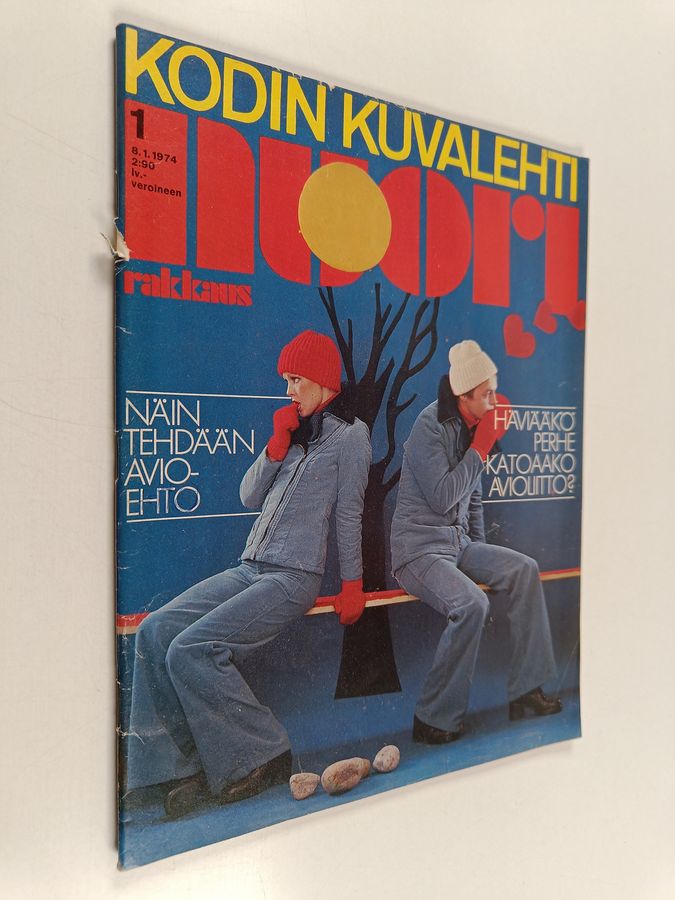 KODIN KUVALEHTI
1
8.1.1974
2:90
lv.-
veroineen
nuori
rakkaus
NÄIN
TEHDÄÄN
AVIO-
EHTO
HÄVIÄÄKÖ
PERHE
KATOAAKO
AVIOLIITTO?